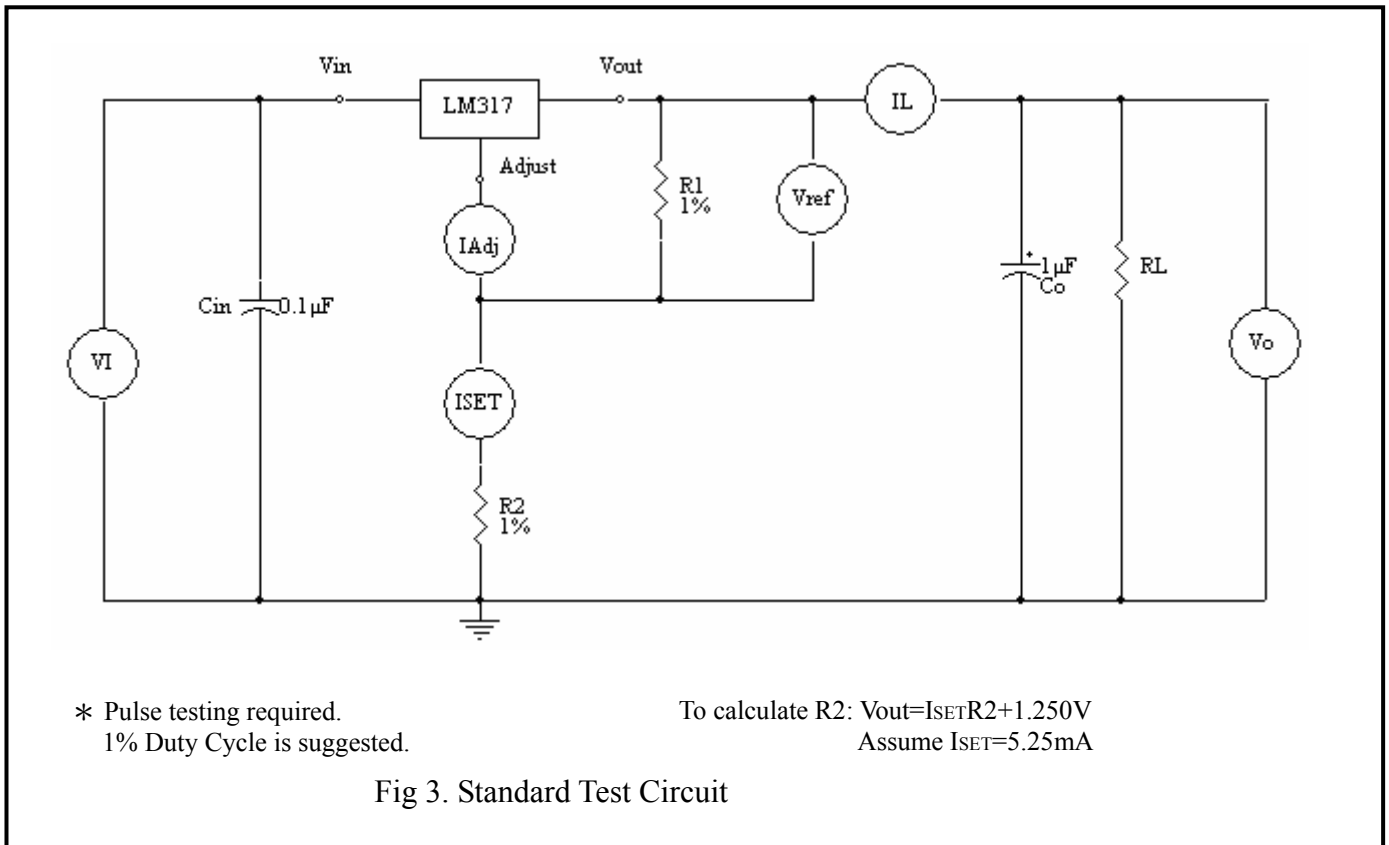 Vin
Vout
LM317
IL
Adjust
R1
1%
Vref
IAdj
Cin
0.1µF
+
1µF
Co
RL
VI
Vo
ISET
R2
1%
* Pulse testing required.
1% Duty Cycle is suggested.
To calculate R2: Vout=ISETR2+1.250V
Assume ISET=5.25mA
Fig 3. Standard Test Circuit